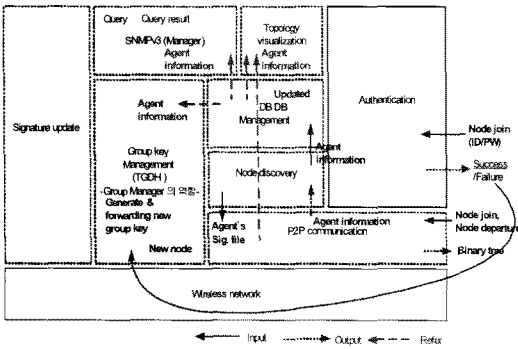 Query Query result
SNMPv3 (Manager)
Agent
information
Topology
visualization
Agent
information
Signature update
Agent
information
Group key
Management
(TGDH)
-Group Manager 의 역할-
Generate &
forwarding new
group key
New node
Updated
DB DB
Management
Agent
information
Node discovery
Agent's
Sig. file
Agent information
P2P communication
Authentication
Node join
(ID/PW)
Success
/Failure
Node join,
Node departure
Binary tree
Wireless network
Input
Output